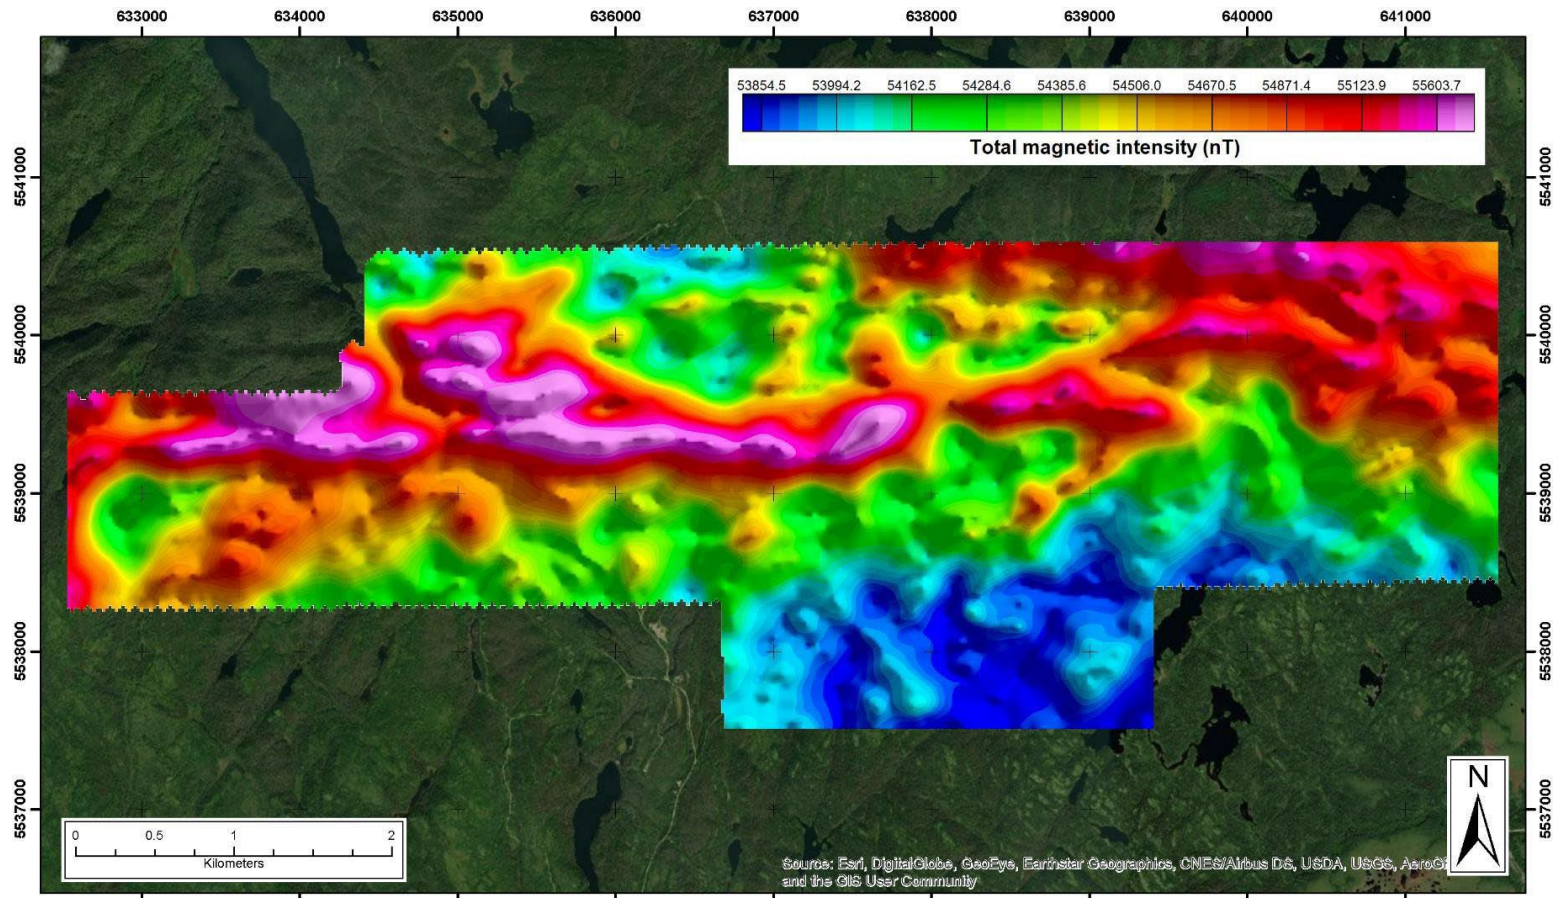 633000 634000 635000 636000 637000 638000 639000 640000 641000
53854.5 53994.2 54162.5 54284.6 54385.6 54506.0 54670.5 54871.4 55123.9 55603.7
Total magnetic intensity (nT)
5541000 5541000
5540000 5540000
5539000 5539000
5538000 5538000
5537000 5537000
N
0 0.5 1 2
Kilometers
Source: Esri, DigitalGlobe, GeoEye, Earthstar Geographics, CNES/Airbus DS, USDA, USGS,
and the GIS User Community